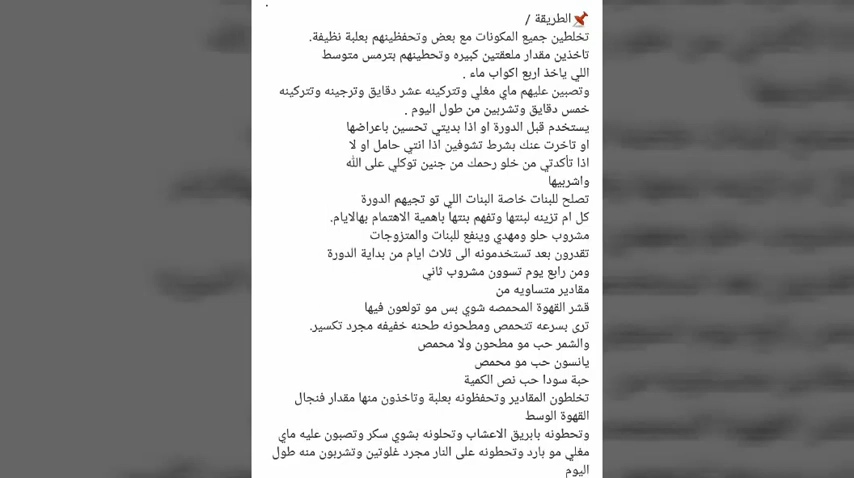 📌الطريقة /
تخلطين جميع المكونات مع بعض وتحفظينهم بعلبة نظيفة.
تاخذين مقدار ملعقتين كبيره وتحطينهم بترمس متوسط
اللي ياخذ اربع اكواب ماء .
وتصبين عليهم ماي مغلي وتتركينه عشر دقايق وترجينه وتتركينه
خمس دقايق وتشربين من طول اليوم .
يستخدم قبل الدورة او اذا بديتي تحسين باعراضها
او تاخرت عنك بشرط تشوفين اذا انتي حامل او لا
اذا تأكدتي من خلو رحمك من جنين توكلي على الله
واشربيها
تصلح للبنات خاصة البنات اللي تو تجيهم الدورة
كل ام تزينه لبنتها وتفهم بنتها باهمية الاهتمام بهالايام.
مشروب حلو ومهدي وينفع للبنات والمتزوجات
تقدرون بعد تستخدمونه الى ثلاث ايام من بداية الدورة
ومن رابع يوم تسوون مشروب ثاني
مقادير متساويه من
قشر القهوة المحمصه شوي بس مو تولعون فيها
ترى بسرعه تتحمص ومطحونه طحنه خفيفه مجرد تكسير.
والشمر حب مو مطحون ولا محمص
يانسون حب مو محمص
حبة سودا حب نص الكمية
تخلطون المقادير وتحفظونه بعلبة وتاخذون منها مقدار فنجال
القهوة الوسط
وتحطونه بابريق الاعشاب وتحلونه بشوي سكر وتصبون عليه ماي
مغلي مو بارد وتحطونه على النار مجرد غلوتين وتشربون منه طول
اليوم